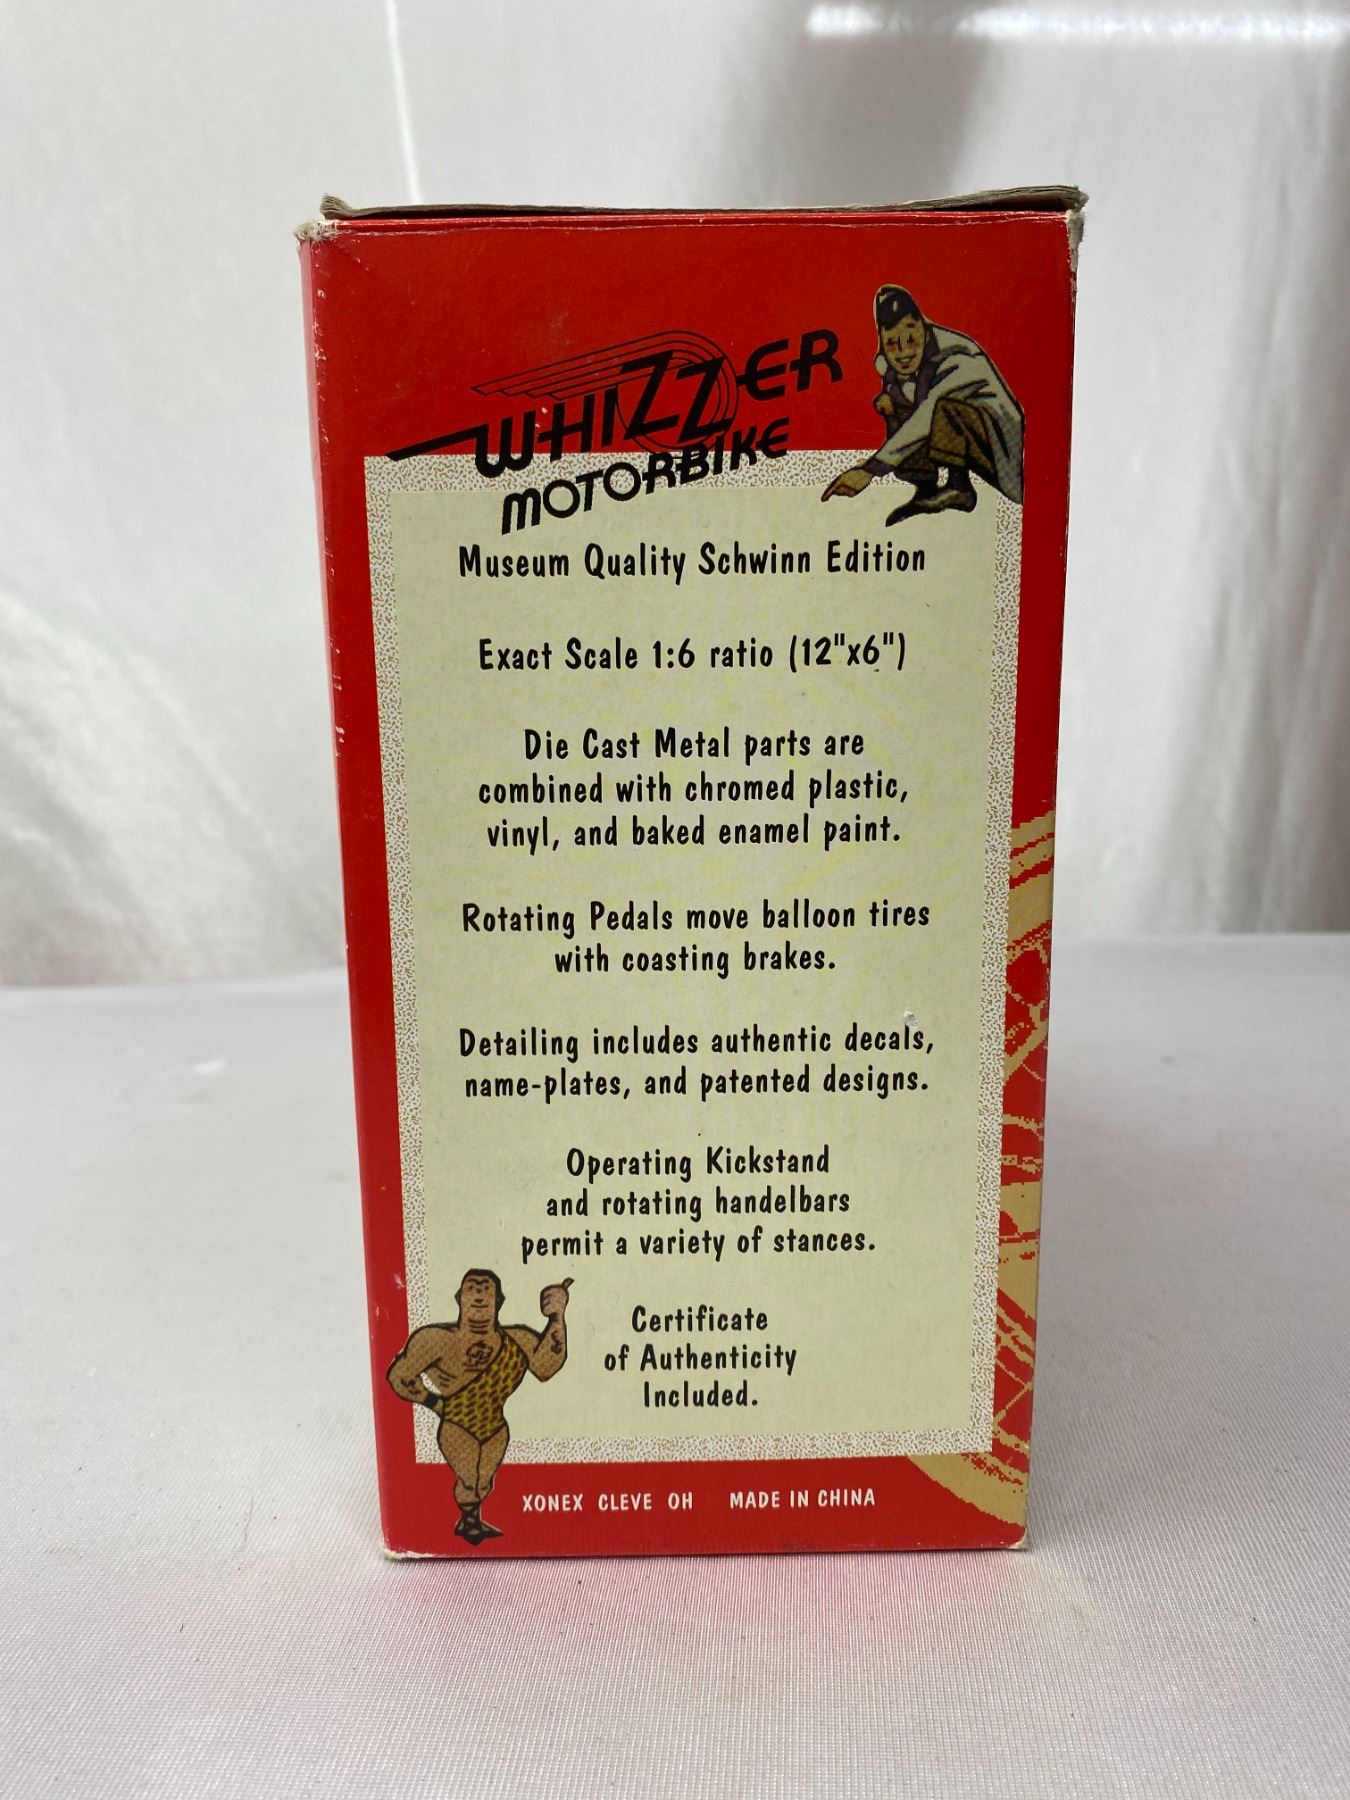 WHIZZER
MOTORBIKE
Museum Quality Schwinn Edition
Exact Scale 1:6 ratio (12"x6")
Die Cast Metal parts are
combined with chromed plastic,
vinyl, and baked enamel paint.
Rotating Pedals move balloon tires
with coasting brakes.
Detailing includes authentic decals,
name-plates, and patented designs.
Operating Kickstand
and rotating handelbars
permit a variety of stances.
Certificate
of Authenticity
Included.
XONEX CLEVE OH MADE IN CHINA